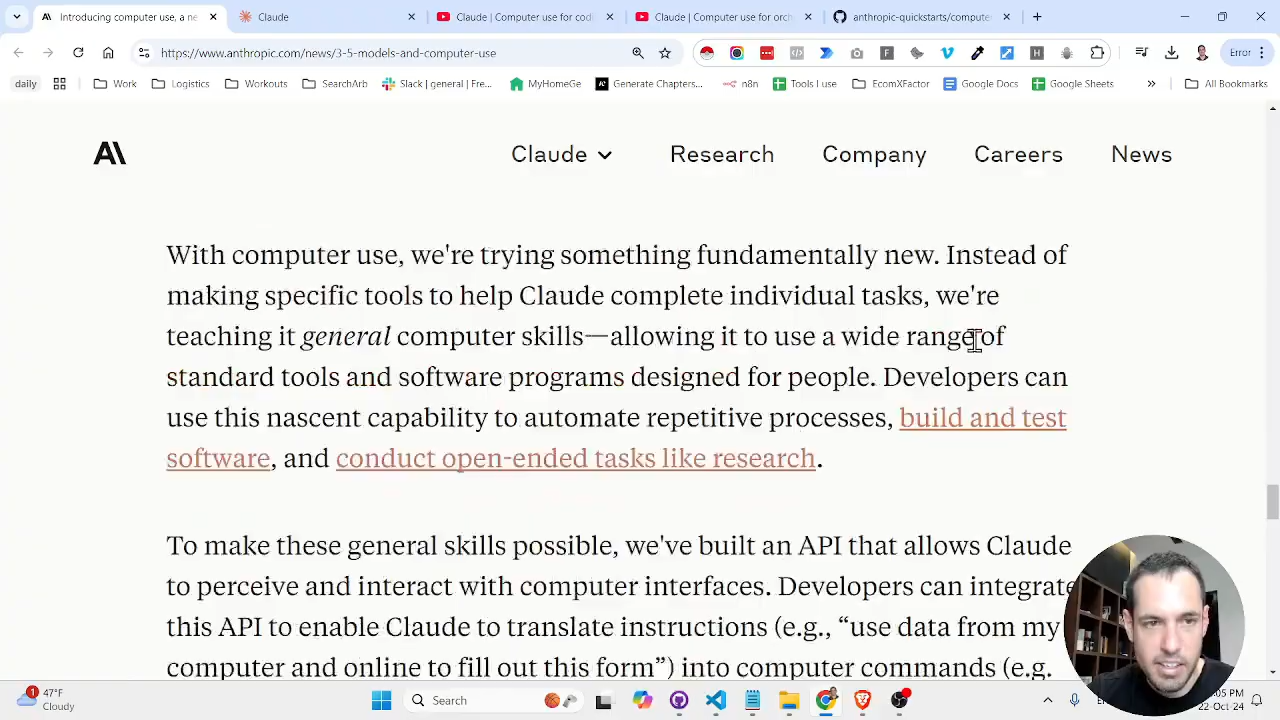 Introducing computer use, a ne
Claude
Claude | Computer use for codi
Claude | Computer use for orch
anthropic-quickstarts/computer
https://www.anthropic.com/news/3-5-models-and-computer-use
Error
daily
Work
Logistics
Workouts
SearchArb
Slack | general | Fre...
MyHomeGe
Generate Chapters...
n8n
Tools I use
EcomXFactor
Google Docs
Google Sheets
All Bookmarks
Claude
Research
Company
Careers
News
With computer use, we're trying something fundamentally new. Instead of
making specific tools to help Claude complete individual tasks, we're
teaching it general computer skills—allowing it to use a wide range of
standard tools and software programs designed for people. Developers can
use this nascent capability to automate repetitive processes, build and test
software, and conduct open-ended tasks like research.
To make these general skills possible, we've built an API that allows Claude
to perceive and interact with computer interfaces. Developers can integrate
this API to enable Claude to translate instructions (e.g., “use data from my
computer and online to fill out this form”) into computer commands (e.g.
1
47°F
Cloudy
Search
:05 PM
22-Oct-24